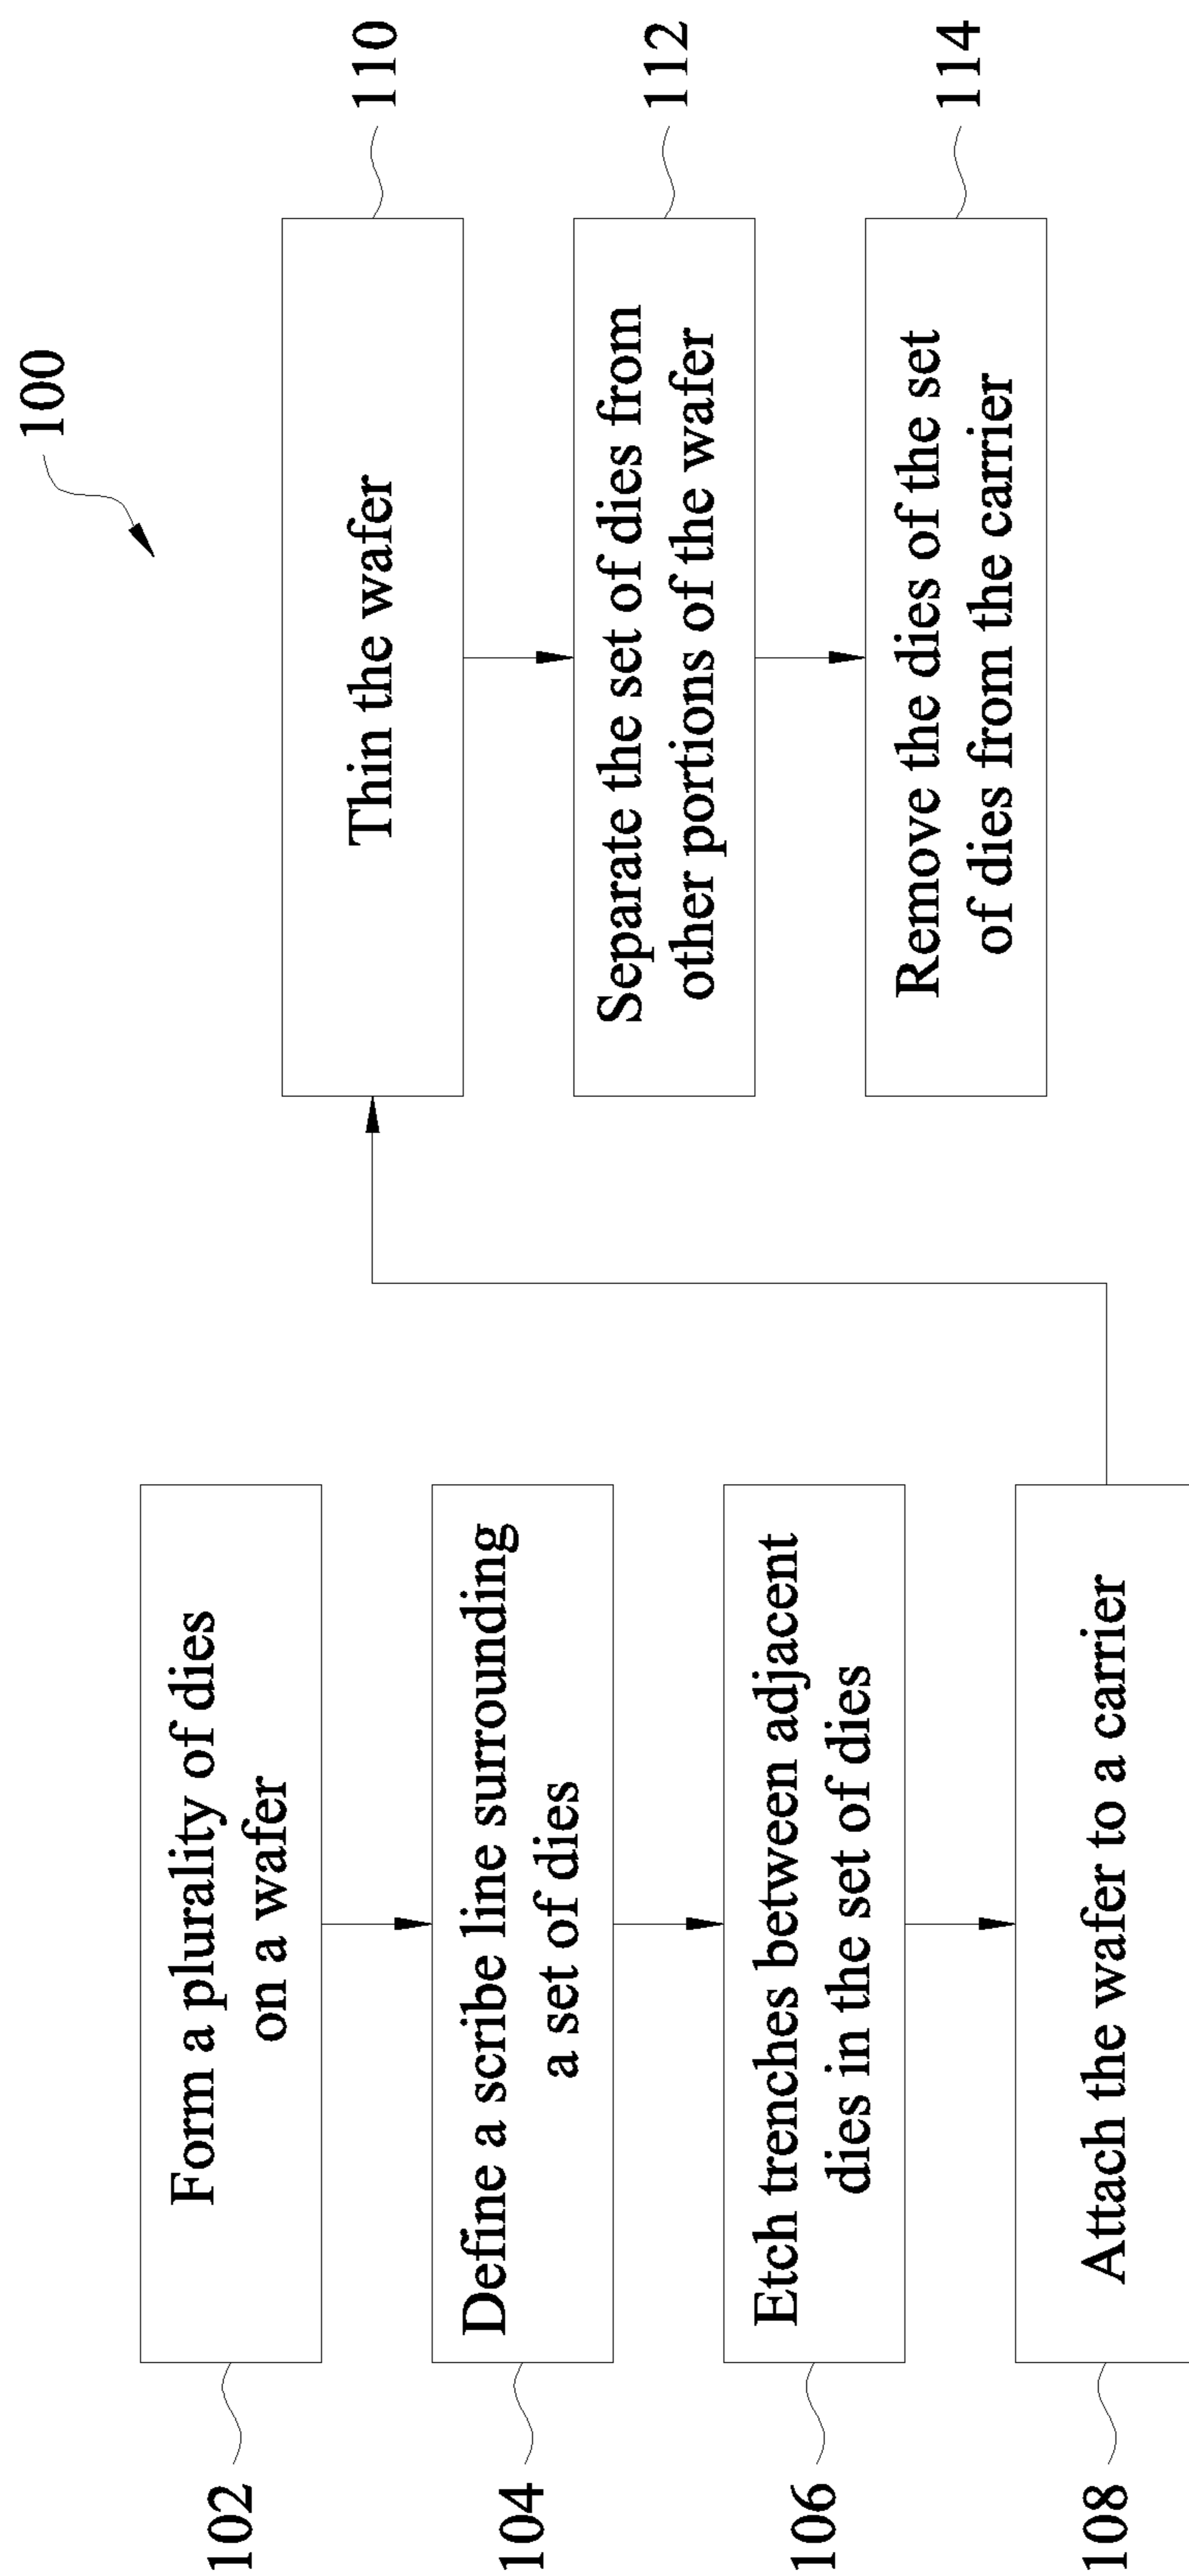 100
102
Form a plurality of dies
on a wafer
104
Define a scribe line surrounding
a set of dies
106
Etch trenches between adjacent
dies in the set of dies
108
Attach the wafer to a carrier
110
Thin the wafer
112
Separate the set of dies from
other portions of the wafer
114
Remove the dies of the set
of dies from the carrier